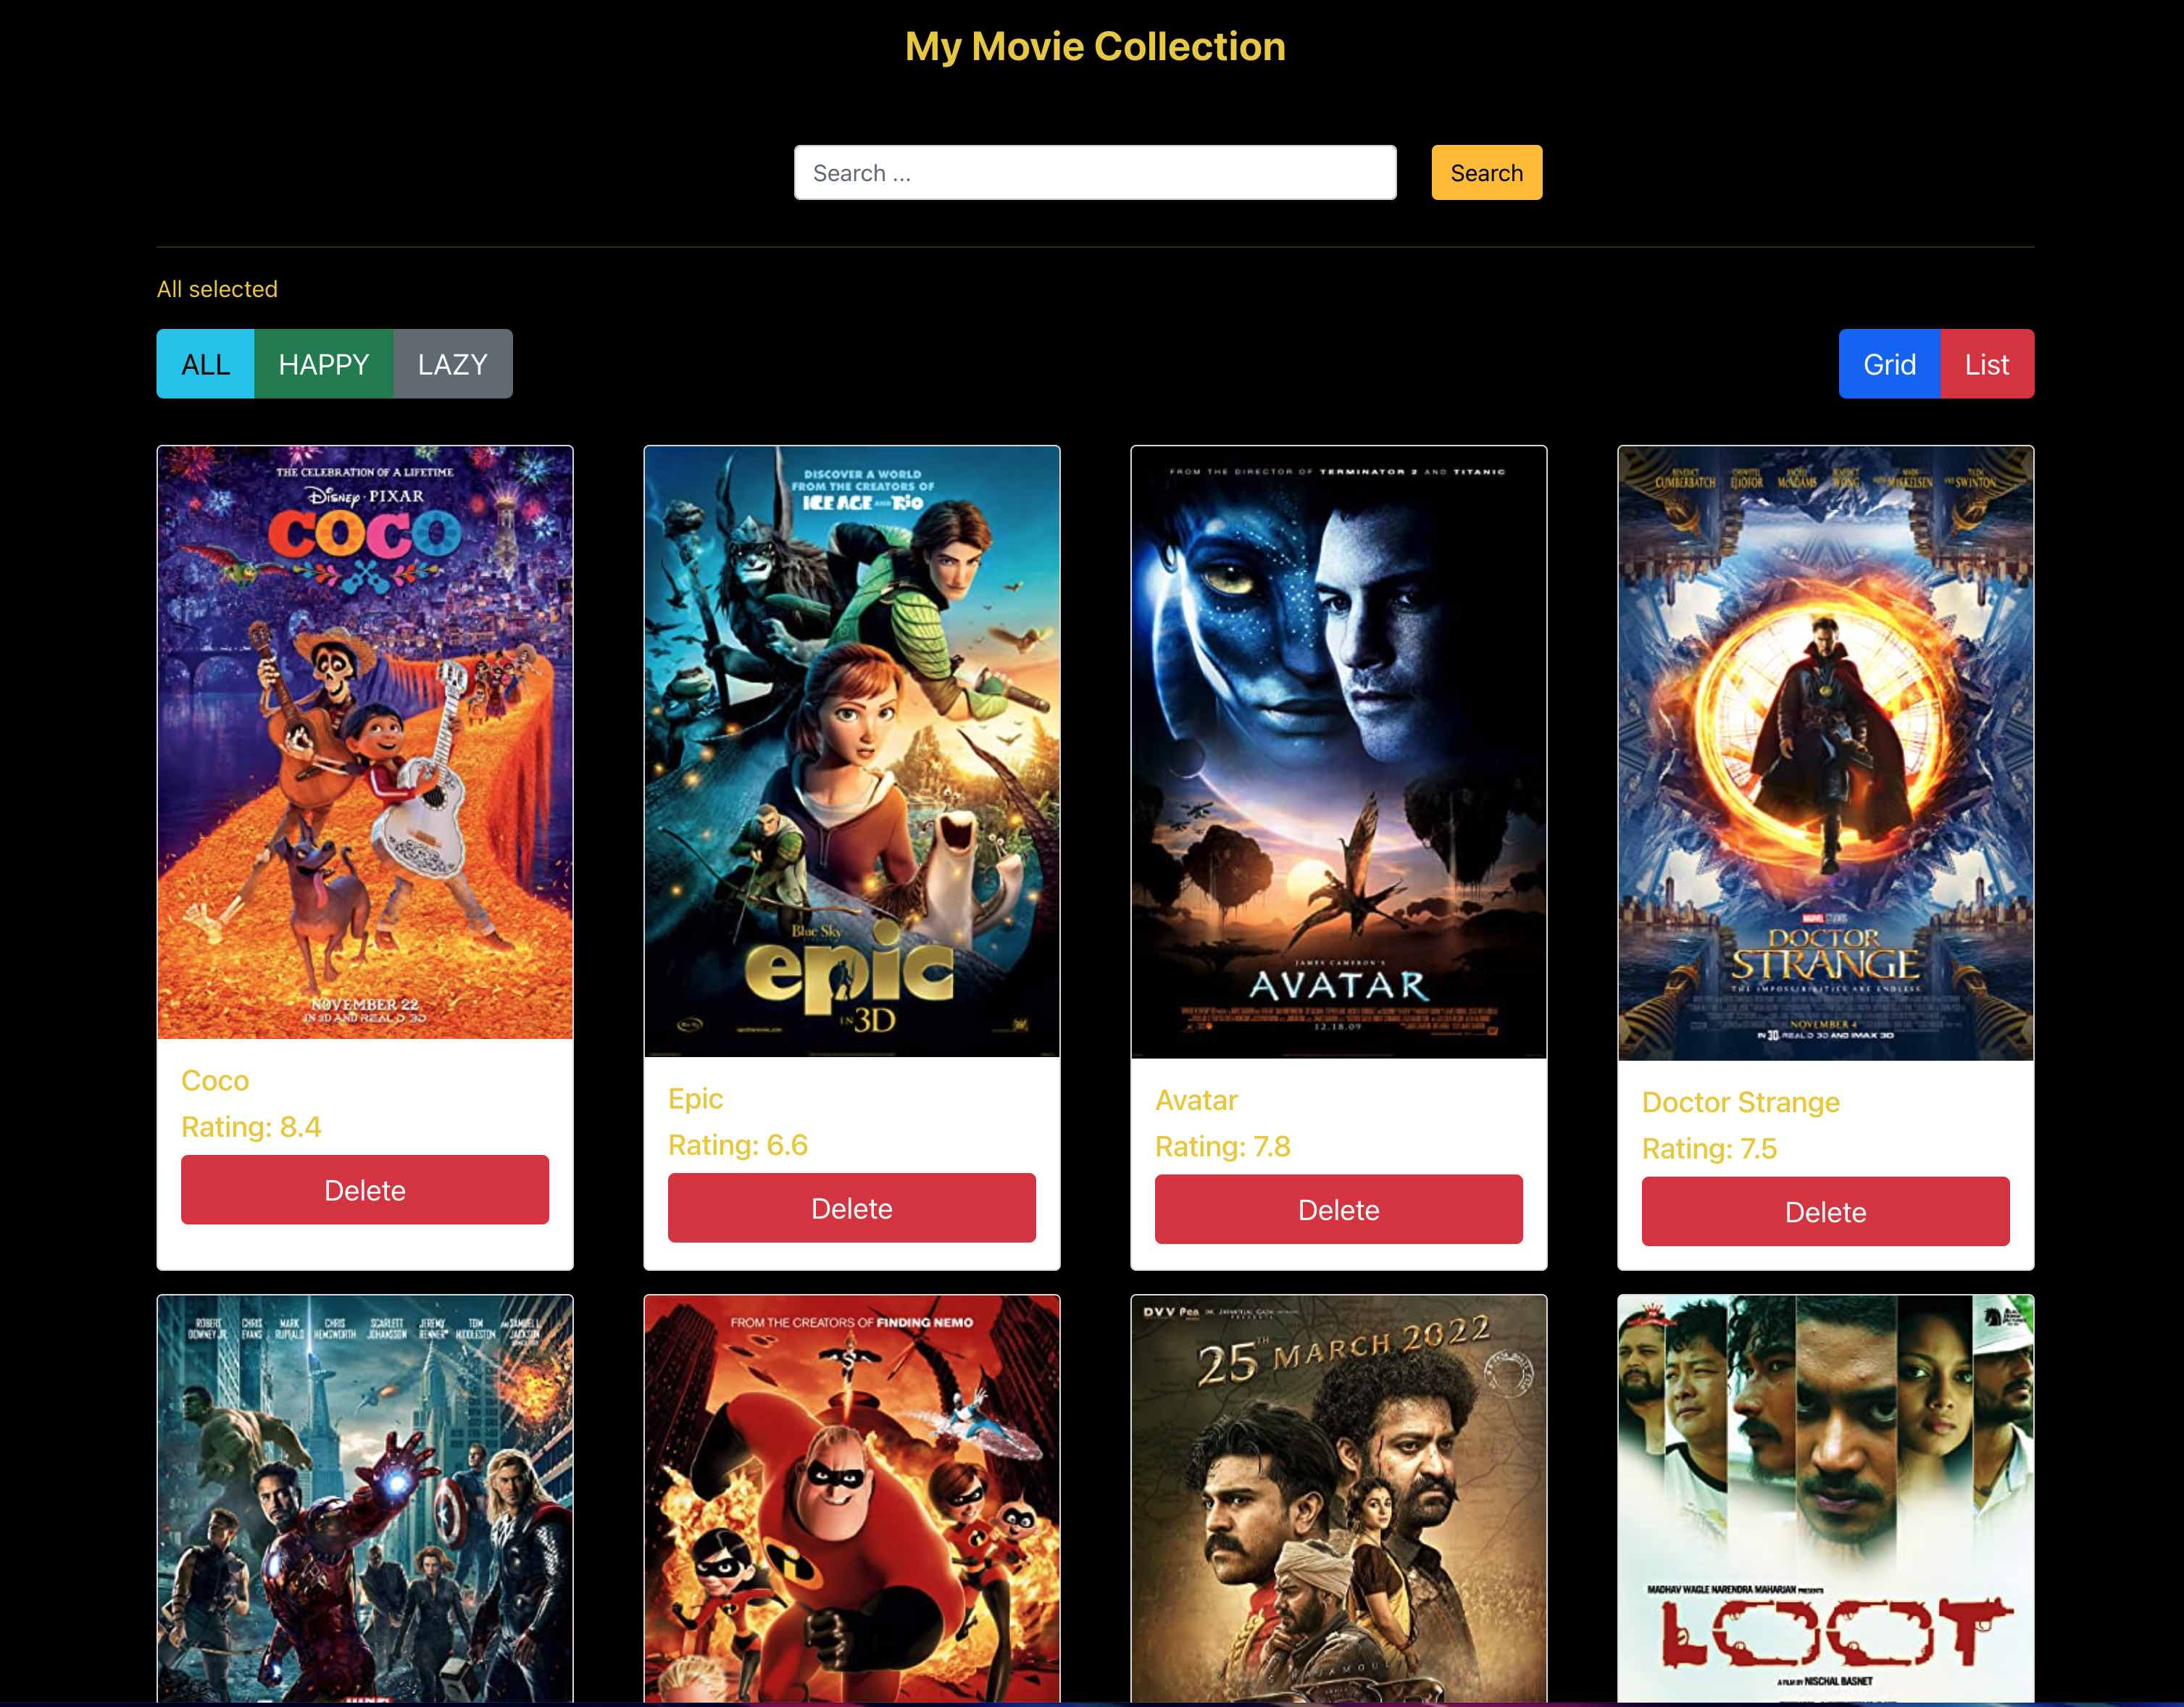 My Movie Collection
Search ...
Search
All selected
ALL
HAPPY
LAZY
Grid
List
THE CELEBRATION OF A LIFETIME
Disney·PIXAR
COCO
NOVEMBER 22
IN 3D AND REAL D 3D
Coco
Rating: 8.4
Delete
DISCOVER A WORLD
FROM THE CREATORS OF
ICE AGE AND RIO
Blue Sky
epic
IN 3D
Epic
Rating: 6.6
Delete
FROM THE DIRECTOR OF TERMINATOR 2 AND TITANIC
JAMES CAMERON'S
AVATAR
12.18.09
Avatar
Rating: 7.8
Delete
BENEDICT CUMBERBATCH
CHIWETEL EJIOFOR
RACHEL McADAMS
BENEDICT WONG
MADS MIKKELSEN
AND TILDA SWINTON
MARVEL STUDIOS
DOCTOR
STRANGE
THE IMPOSSIBILITIES ARE ENDLESS
NOVEMBER 4
IN 3D, REAL D 3D AND IMAX 3D
Doctor Strange
Rating: 7.5
Delete
ROBERT DOWNEY JR.
CHRIS EVANS
MARK RUFFALO
CHRIS HEMSWORTH
SCARLETT JOHANSSON
JEREMY RENNER
TOM HIDDLESTON
AND SAMUEL L. JACKSON
FROM THE CREATORS OF FINDING NEMO
DVV
25TH MARCH 2022
MADHAV WAGLE NARENDRA MAHARJAN PRESENTS
LOOT
A FILM BY NISCHAL BASNET